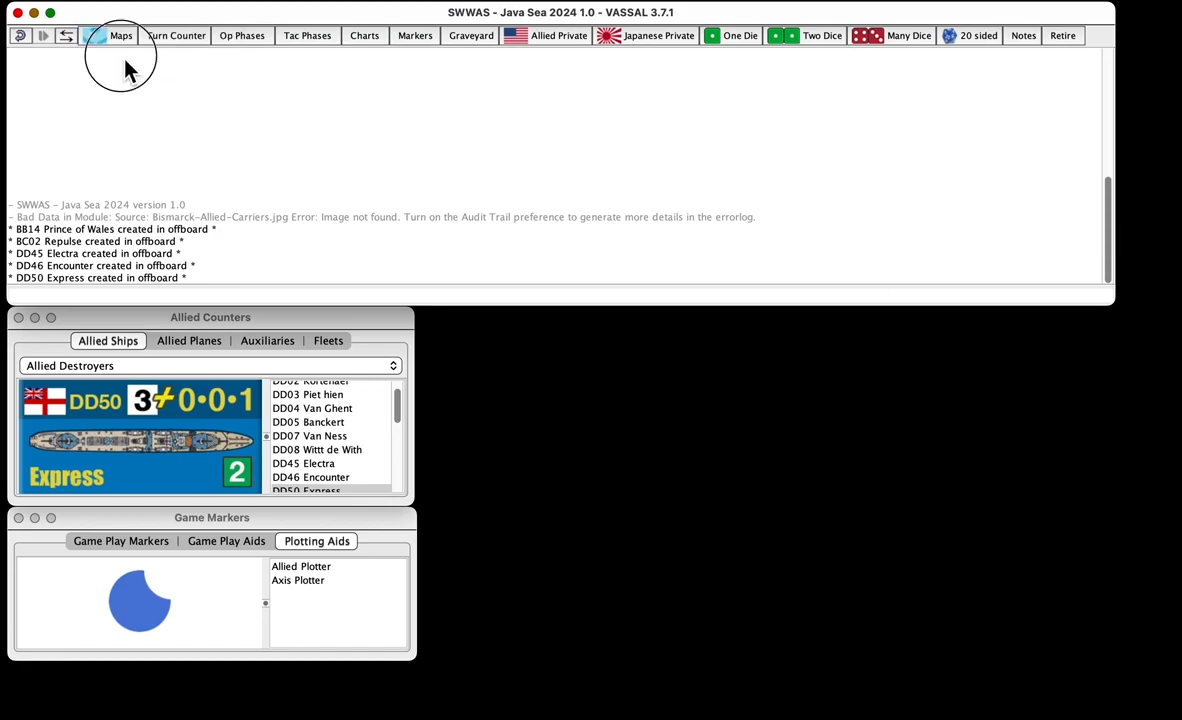 SWWAS - Java Sea 2024 1.0 - VASSAL 3.7.1
Maps Turn Counter Op Phases Tac Phases Charts Markers Graveyard Allied Private Japanese Private One Die Two Dice Many Dice 20 sided Notes Retire
- SWWAS - Java Sea 2024 version 1.0
- Bad Data in Module: Source: Bismarck-Allied-Carriers.jpg Error: Image not found. Turn on the Audit Trail preference to generate more details in the errorlog.
* BB14 Prince of Wales created in offboard *
* BC02 Repulse created in offboard *
* DD45 Electra created in offboard *
* DD46 Encounter created in offboard *
* DD50 Express created in offboard *
Allied Counters
Allied Ships Allied Planes Auxiliaries Fleets
Allied Destroyers
DD50 3 0•0•1
Express 2
DD02 Kortenaer
DD03 Piet hien
DD04 Van Ghent
DD05 Banckert
DD07 Van Ness
DD08 Wittt de With
DD45 Electra
DD46 Encounter
DD50 Express
Game Markers
Game Play Markers Game Play Aids Plotting Aids
Allied Plotter
Axis Plotter